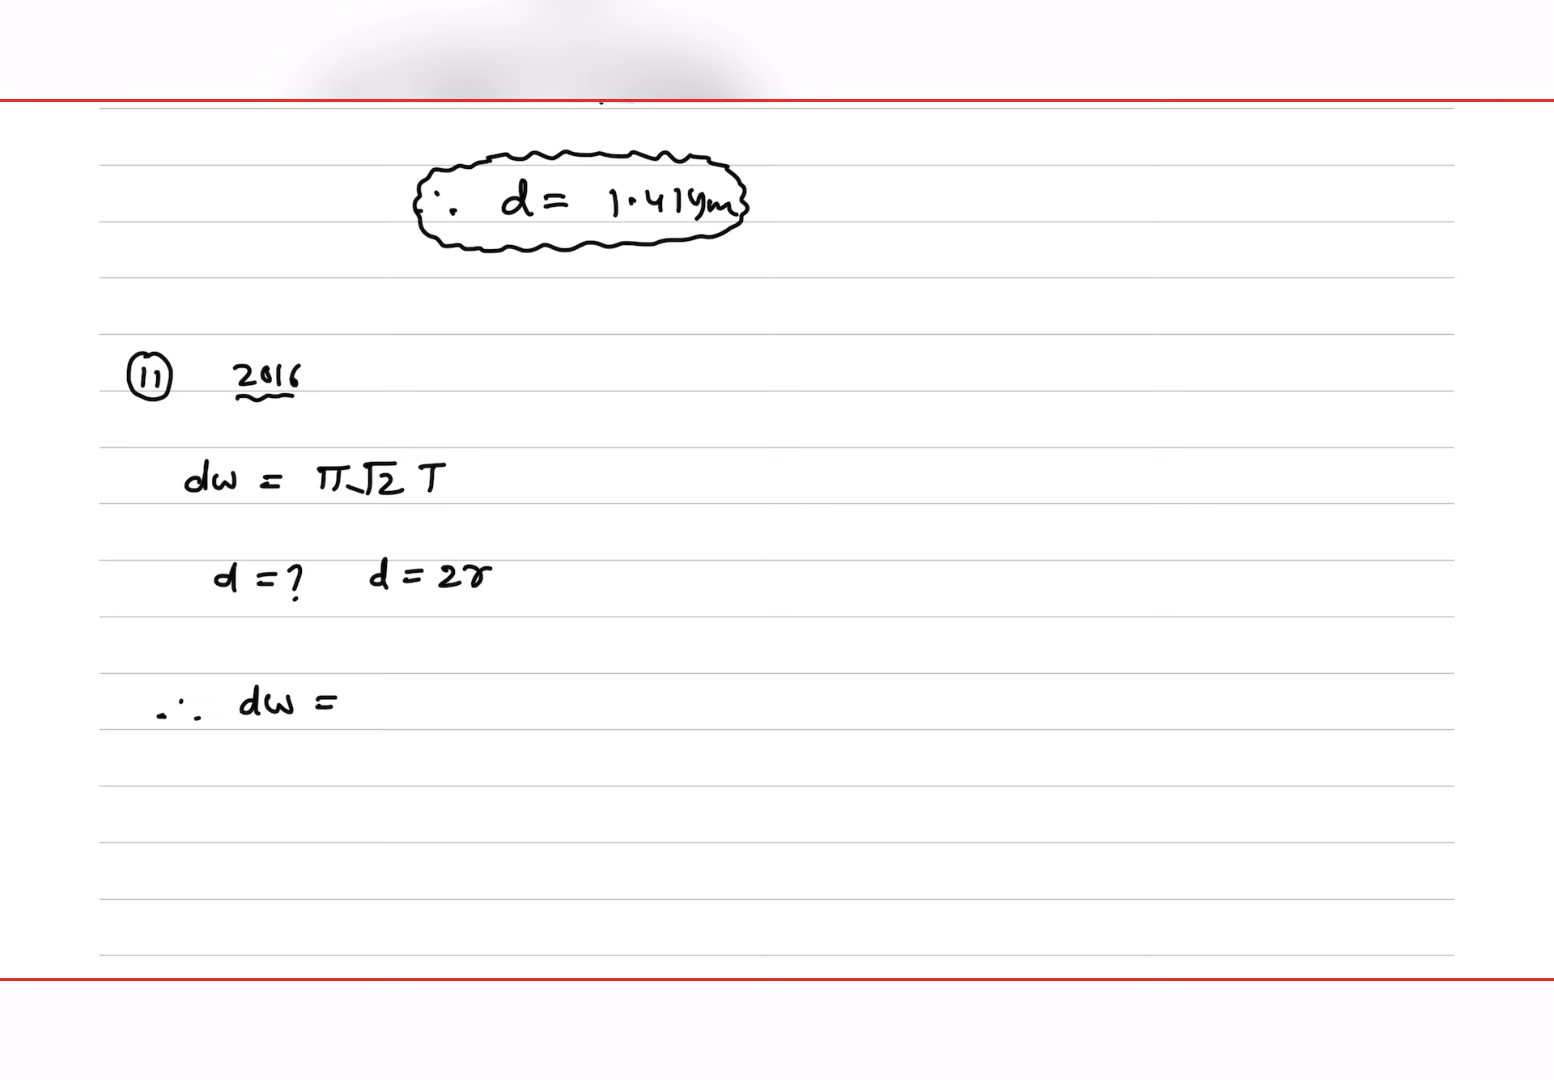 ∴ d = 1.414m
11 2016
dw = π√2 T
d = ? d = 2r
∴ dw =